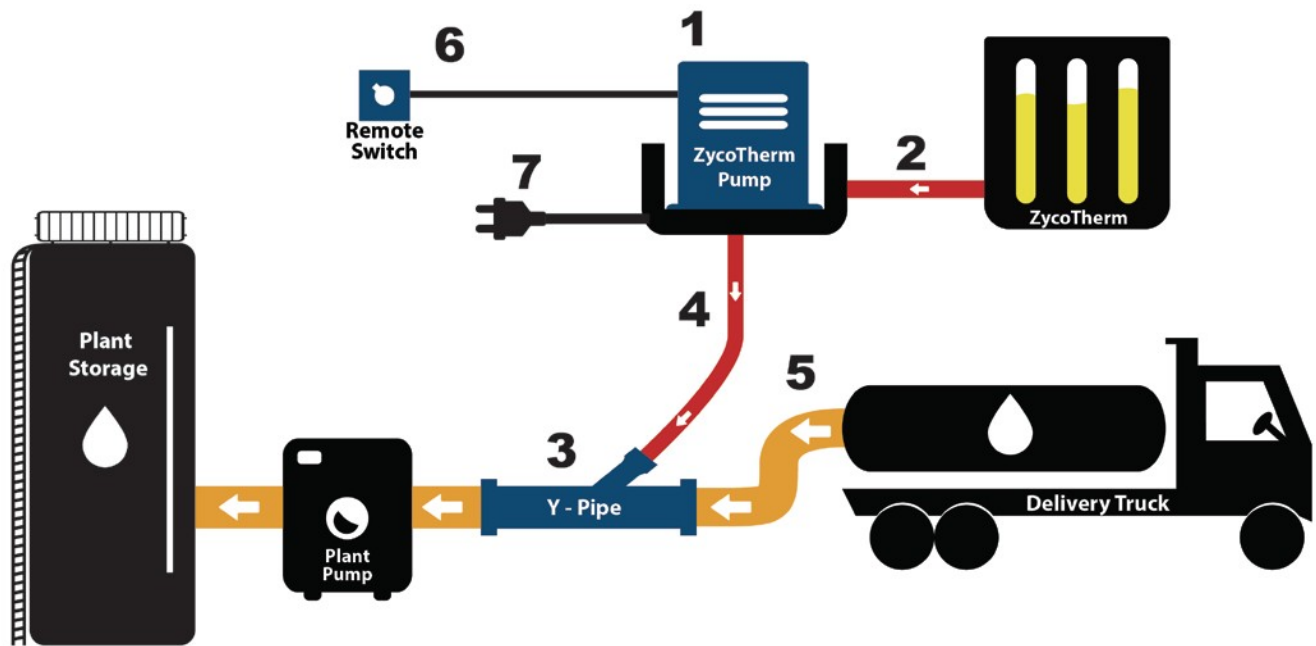 1
6
Remote
Switch
ZycoTherm
Pump
2
ZycoTherm
7
Plant
Storage
4
5
3
Y - Pipe
Plant
Pump
Delivery Truck